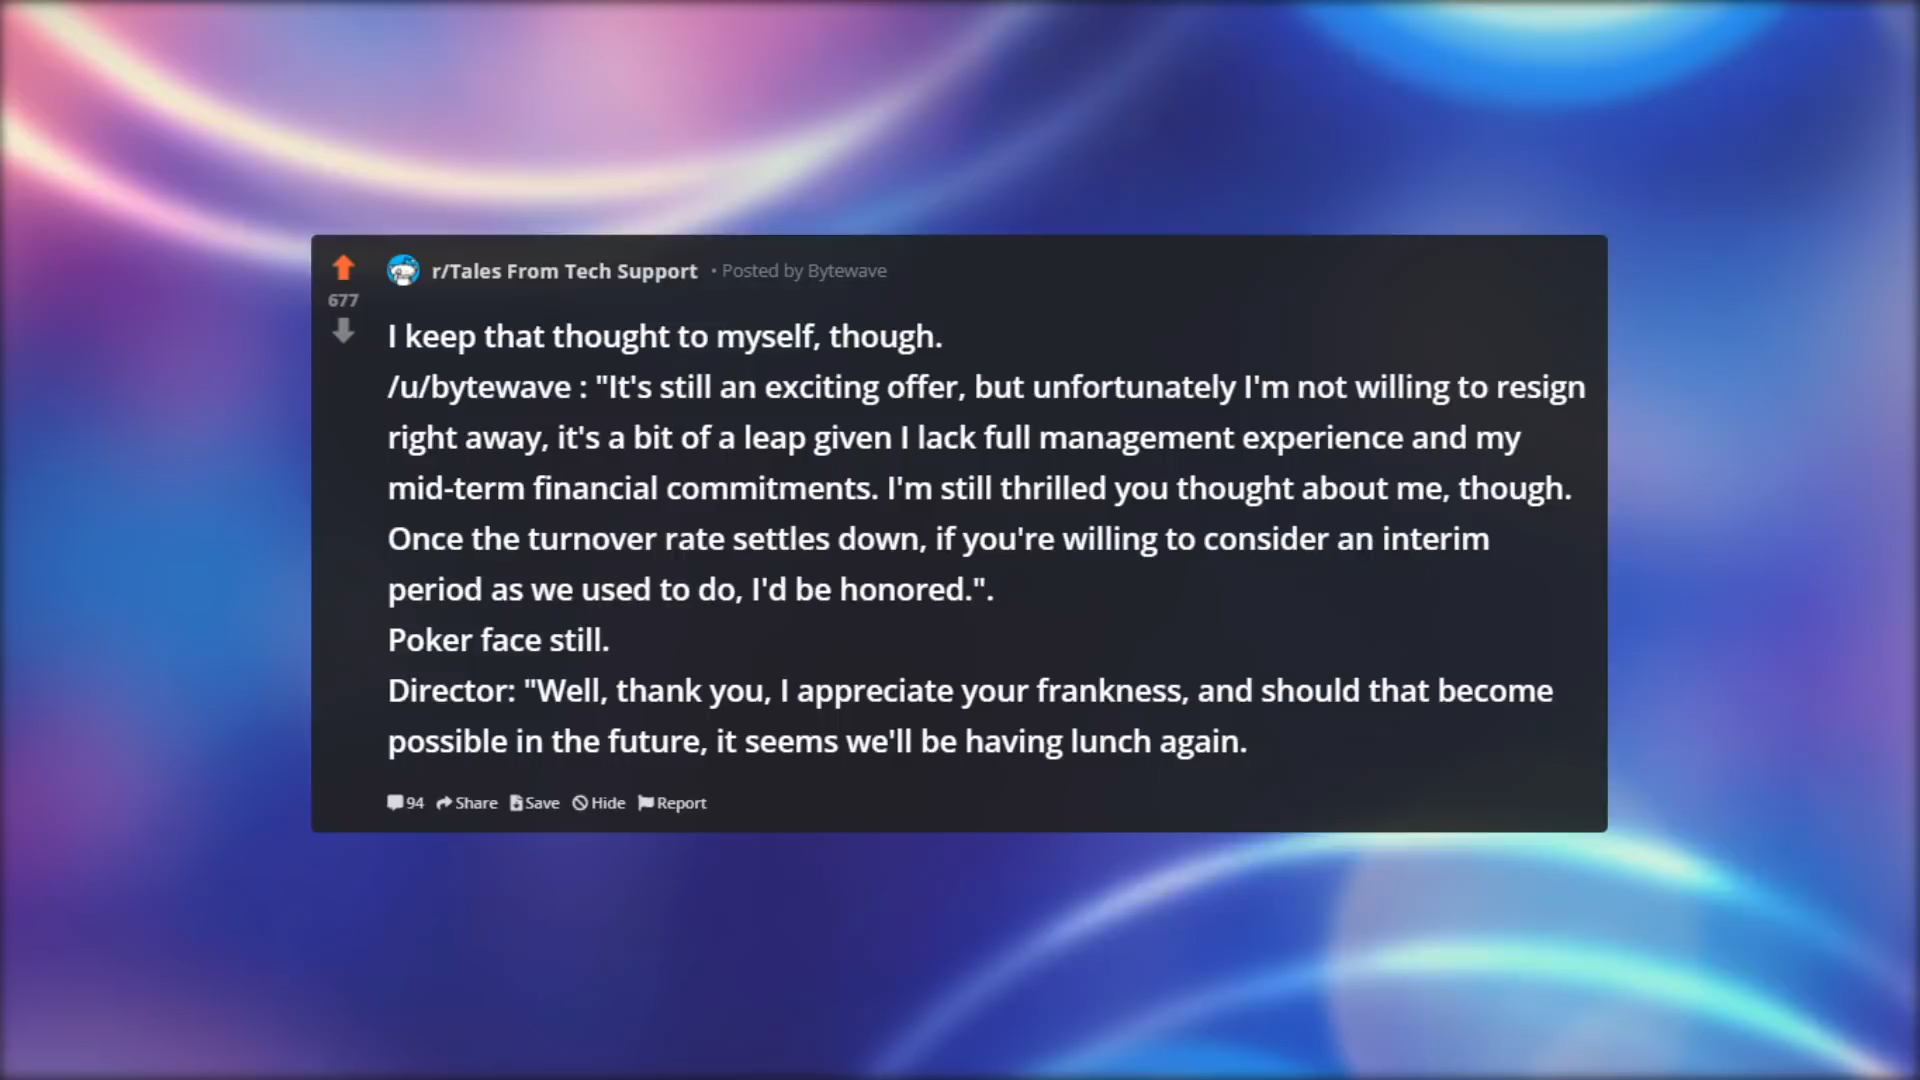 r/Tales From Tech Support • Posted by Bytewave
677
I keep that thought to myself, though.
/u/bytewave : "It's still an exciting offer, but unfortunately I'm not willing to resign
right away, it's a bit of a leap given I lack full management experience and my
mid-term financial commitments. I'm still thrilled you thought about me, though.
Once the turnover rate settles down, if you're willing to consider an interim
period as we used to do, I'd be honored.".
Poker face still.
Director: "Well, thank you, I appreciate your frankness, and should that become
possible in the future, it seems we'll be having lunch again.
94 Share Save Hide Report